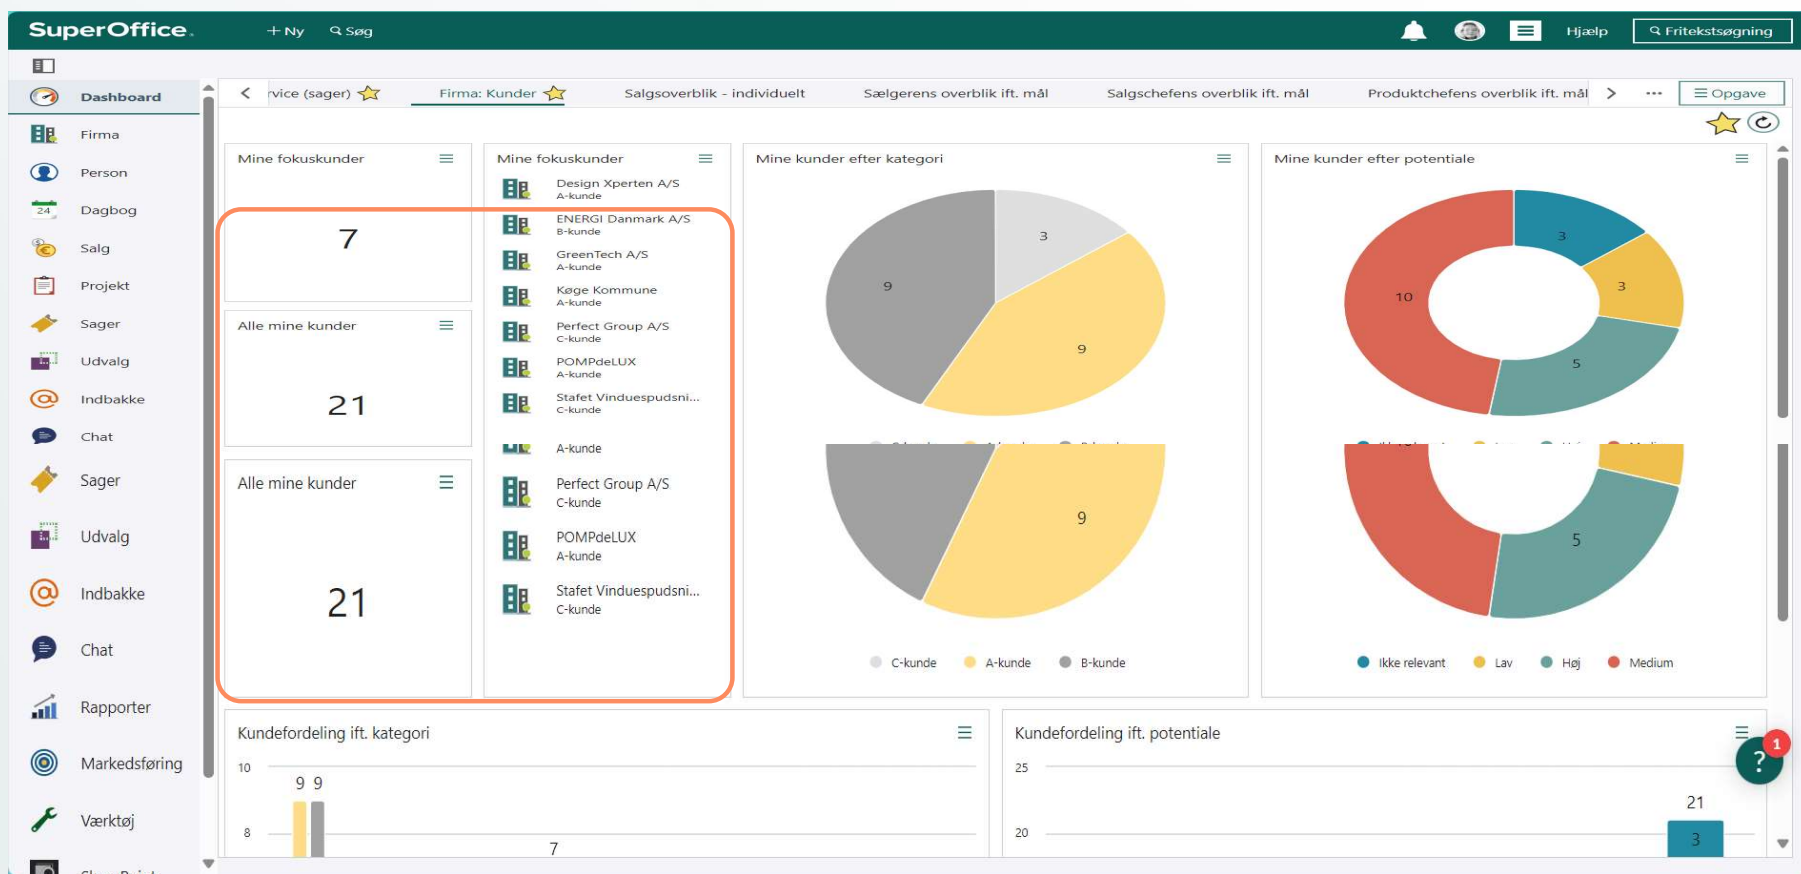 SuperOffice.
+ Ny
Søg
Hjælp
Fritekstsøgning
Dashboard
Firma
Person
24
Dagbog
Salg
Projekt
Sager
Udvalg
Indbakke
Chat
Sager
Udvalg
Indbakke
Chat
Rapporter
Markedsføring
Værktøj
rvice (sager)
Firma: Kunder
Salgsoverblik - individuelt
Sælgerens overblik ift. mål
Salgschefens overblik ift. mål
Produktchefens overblik ift. mål
Opgave
Mine fokuskunder
7
Alle mine kunder
21
Alle mine kunder
21
Mine fokuskunder
Design Xperten A/S
A-kunde
ENERGI Danmark A/S
B-kunde
GreenTech A/S
A-kunde
Køge Kommune
A-kunde
Perfect Group A/S
C-kunde
POMPdeLUX
A-kunde
Stafet Vinduespudsni...
C-kunde
A-kunde
Perfect Group A/S
C-kunde
POMPdeLUX
A-kunde
Stafet Vinduespudsni...
C-kunde
Mine kunder efter kategori
3
9
9
9
C-kunde
A-kunde
B-kunde
Mine kunder efter potentiale
3
3
10
5
5
Ikke relevant
Lav
Høj
Medium
Kundefordeling ift. kategori
10
9 9
8
7
Kundefordeling ift. potentiale
25
21
20
3
?
1